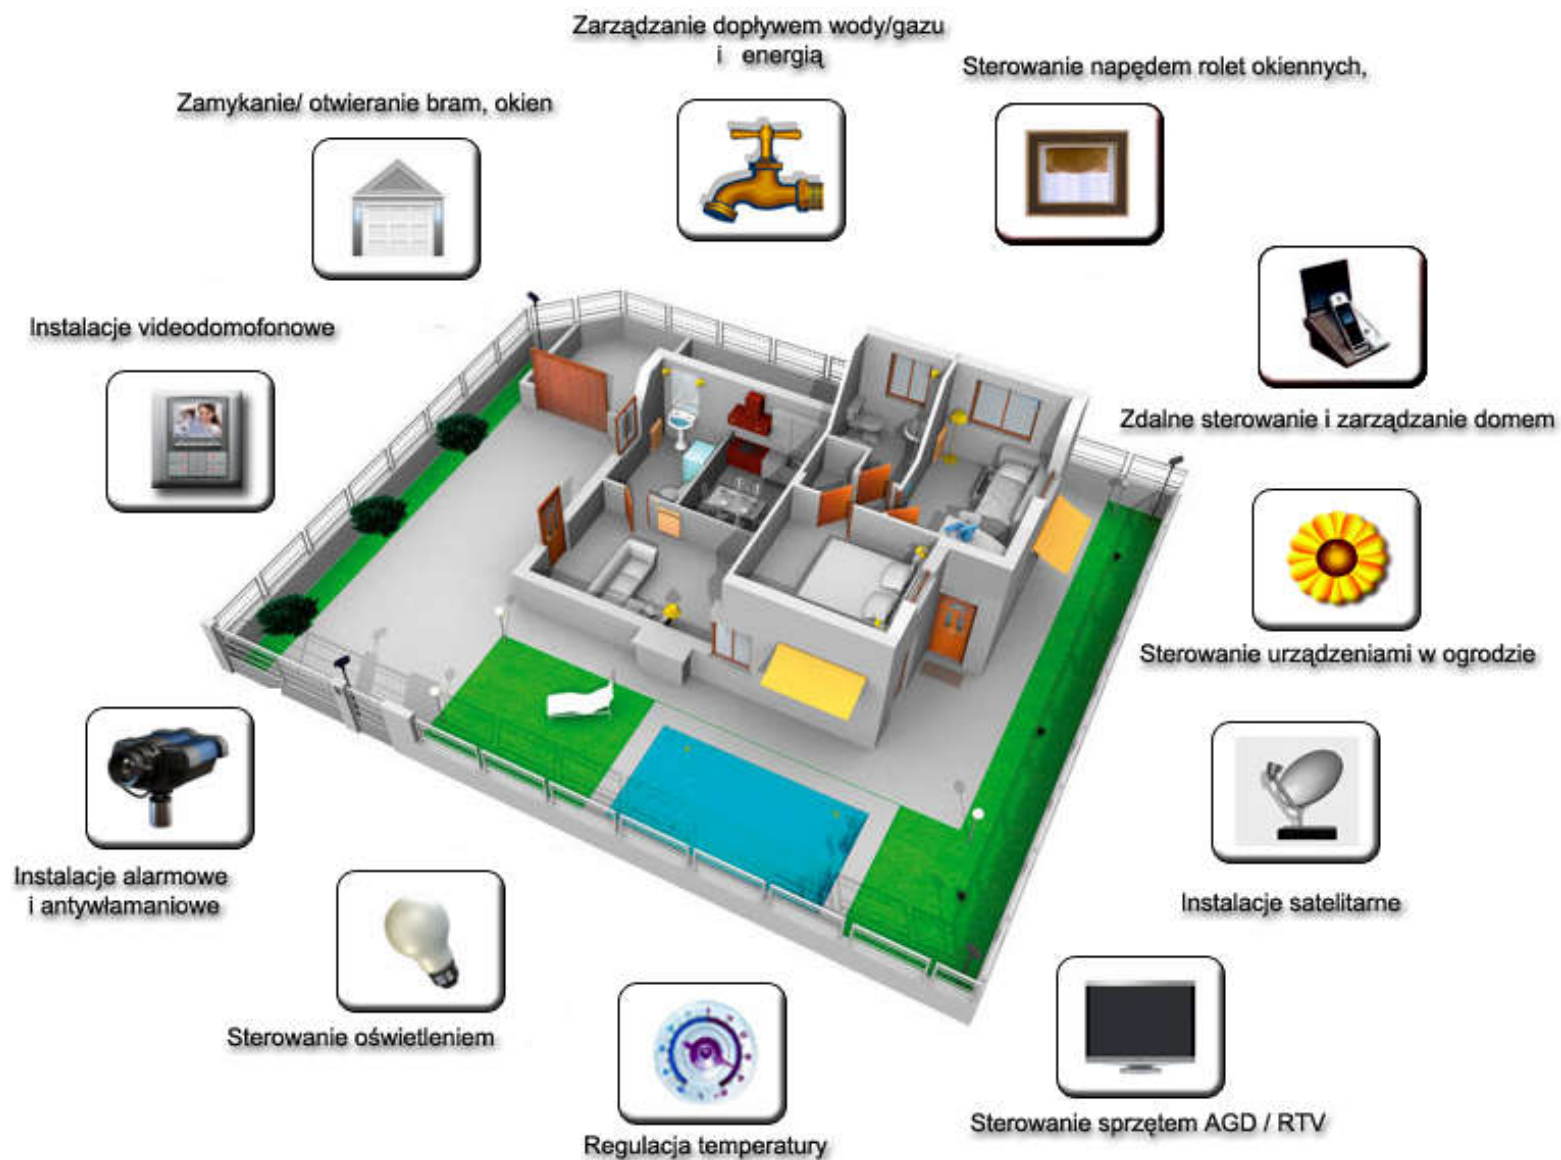 Zarządzanie dopływem wody/gazu
i energią
Sterowanie napędem rolet okiennych,
Zamykanie/ otwieranie bram, okien
Instalacje videodomofonowe
Zdalne sterowanie i zarządzanie domem
Sterowanie urządzeniami w ogrodzie
Instalacje alarmowe
i antywłamaniowe
Instalacje satelitarne
Sterowanie oświetleniem
Sterowanie sprzętem AGD / RTV
Regulacja temperatury